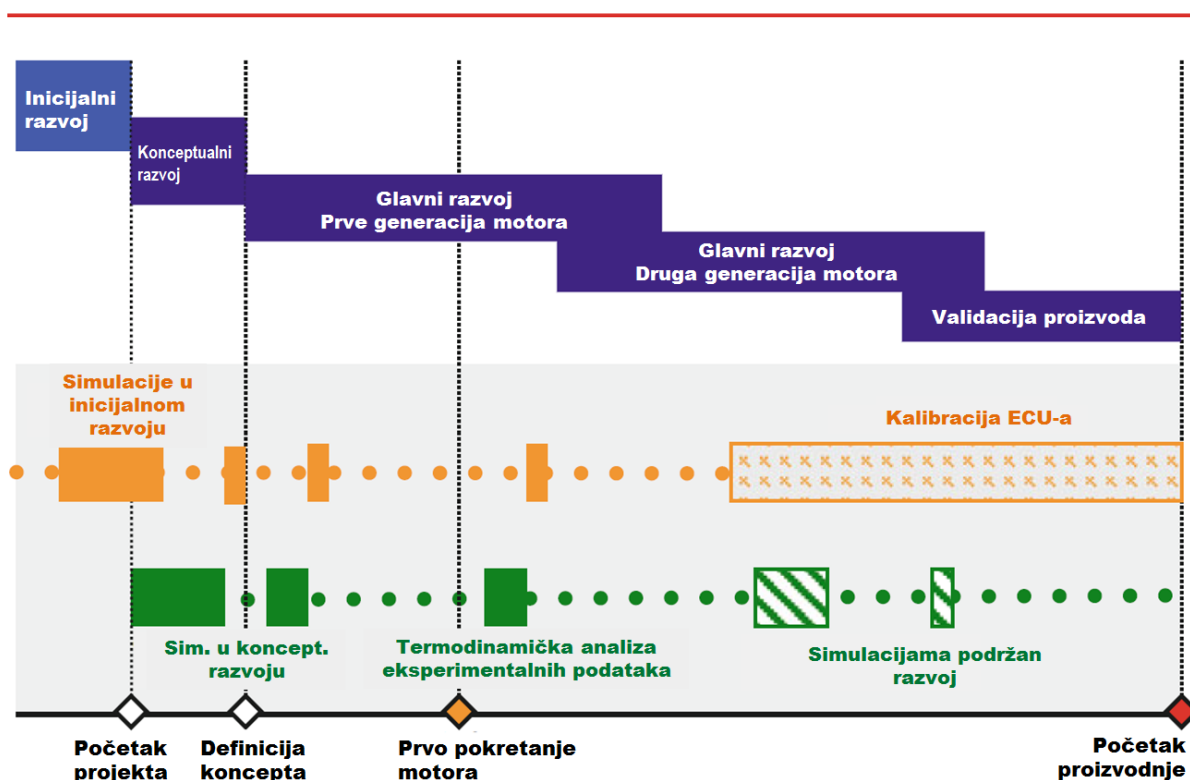 Inicijalni
razvoj
Konceptualni
razvoj
Glavni razvoj
Prve generacija motora
Glavni razvoj
Druga generacija motora
Validacija proizvoda
Simulacije u
inicijalnom
razvoju
Kalibracija ECU-a
Sim. u koncept.
razvoju
Termodinamička analiza
eksperimentalnih podataka
Simulacijama podržan
razvoj
Početak
projekta
Definicija
koncepta
Prvo pokretanje
motora
Početak
proizvodnje